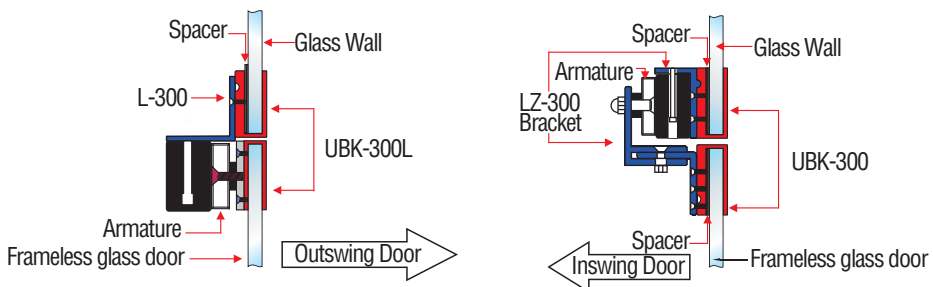 Spacer
Glass Wall
L-300
UBK-300L
Armature
Frameless glass door
Outswing Door
Spacer
Glass Wall
Armature
LZ-300
Bracket
UBK-300
Spacer
Inswing Door
Frameless glass door